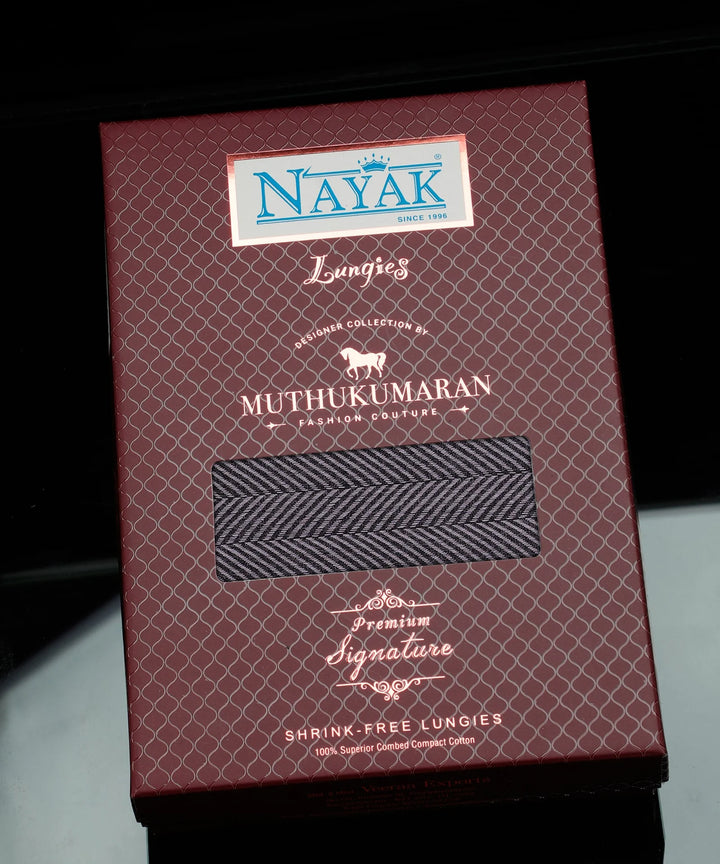 NAYAK®
SINCE 1996
Lungies
DESIGNER COLLECTION BY
MUTHUKUMARAN
FASHION COUTURE
Premium
Signature
SHRINK-FREE LUNGIES
100% Superior Combed Compact Cotton
Exports